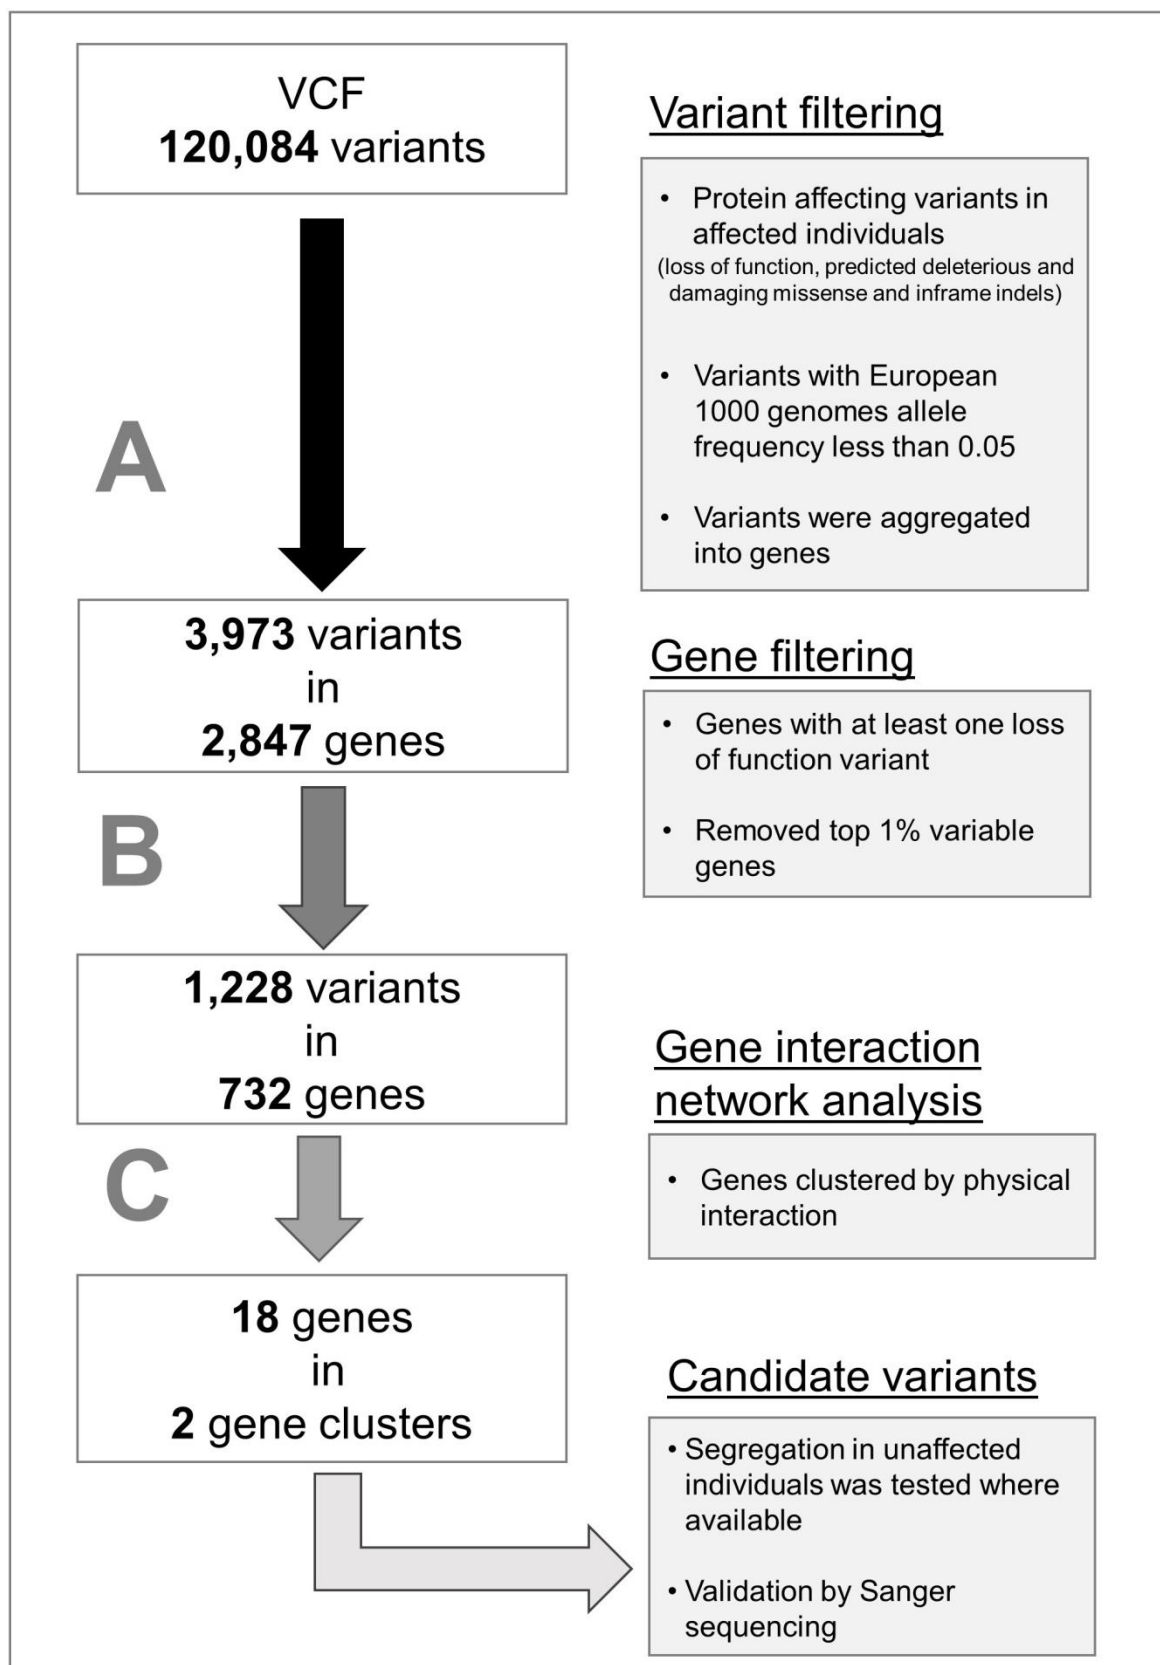 VCF
120,084 variants
Variant filtering
• Protein affecting variants in
affected individuals
(loss of function, predicted deleterious and
damaging missense and inframe indels)
• Variants with European
1000 genomes allele
frequency less than 0.05
• Variants were aggregated
into genes
A
3,973 variants
in
2,847 genes
Gene filtering
• Genes with at least one loss
of function variant
• Removed top 1% variable
genes
B
1,228 variants
in
732 genes
Gene interaction
network analysis
• Genes clustered by physical
interaction
C
18 genes
in
2 gene clusters
Candidate variants
• Segregation in unaffected
individuals was tested where
available
• Validation by Sanger
sequencing